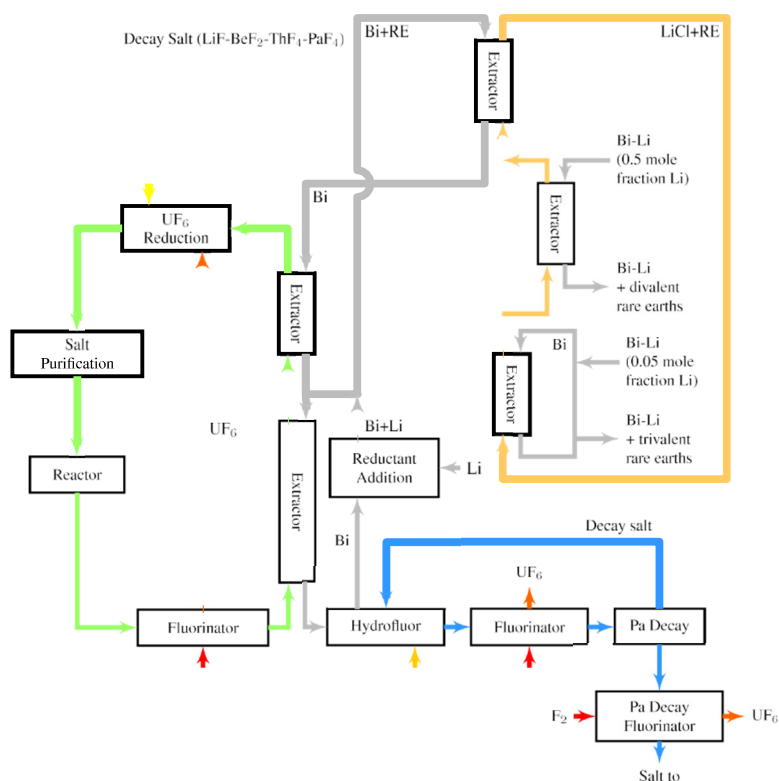 Decay Salt (LiF-BeF₂-ThF₄-PaF₄)
Bi+RE
LiCl+RE
Extractor
Bi-Li
(0.5 mole
fraction Li)
Extractor
Bi
UF₆
Reduction
Bi-Li
+ divalent
rare earths
Extractor
Salt
Purification
Bi
Bi-Li
(0.05 mole
fraction Li)
Extractor
UF₆
Bi+Li
Bi-Li
+ trivalent
rare earths
Reactor
Extractor
Reductant
Addition
Li
Bi
Decay salt
UF₆
Fluorinator
Hydrofluor
Fluorinator
Pa Decay
F₂
Pa Decay
Fluorinator
UF₆
Salt to